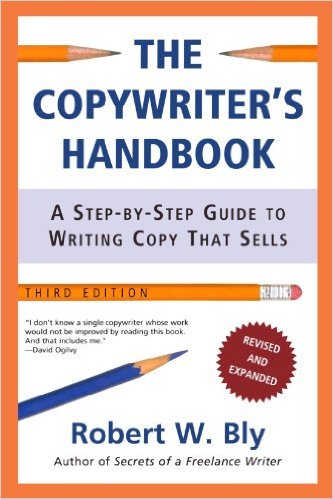 THE
COPYWRITER'S
HANDBOOK
A STEP-BY-STEP GUIDE TO
WRITING COPY THAT SELLS
THIRD EDITION
"I don't know a single copywriter whose work
would not be improved by reading this book.
And that includes me."
—David Ogilvy
REVISED
AND
EXPANDED
Robert W. Bly
Author of Secrets of a Freelance Writer